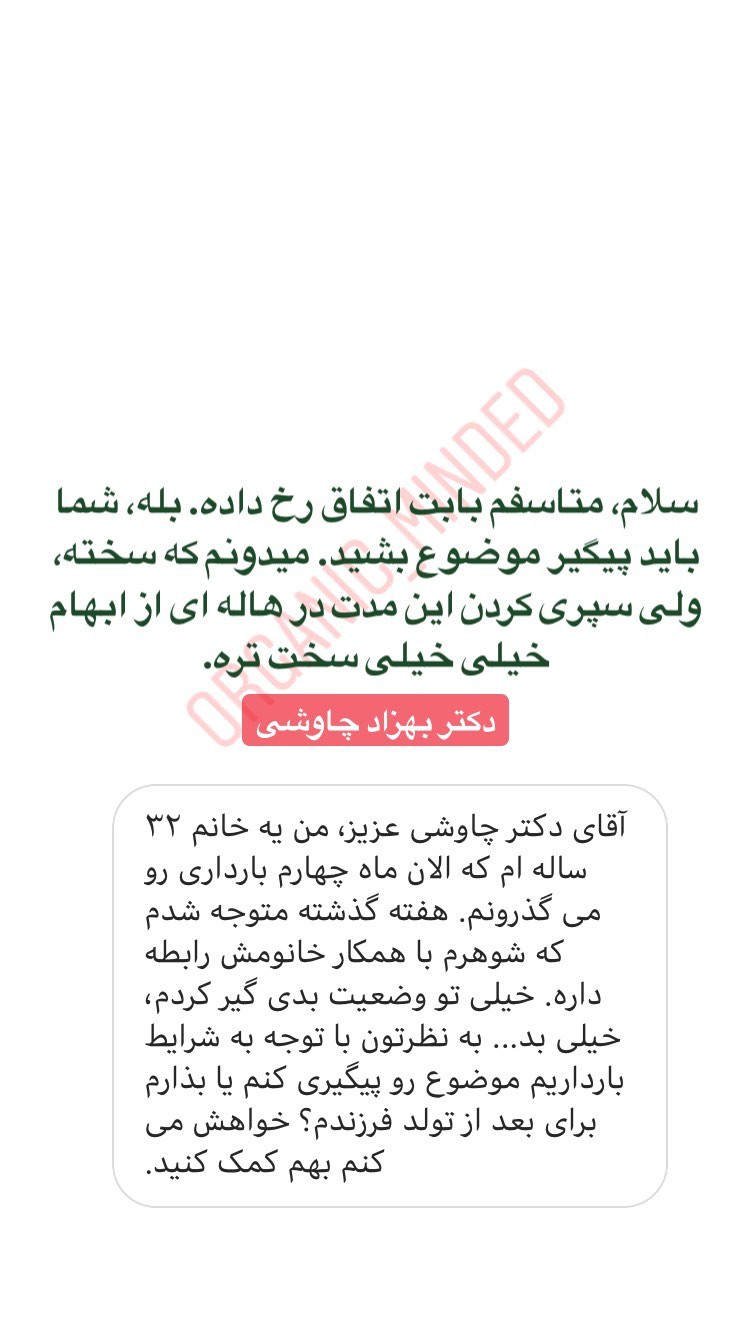 سلام، متاسفم بابت اتفاق رخ داده. بله، شما
باید پیگیر موضوع بشید. میدونم که سخته،
ولی سپری کردن این مدت در هاله ای از ابهام
خیلی خیلی سخت تره.
دکتر بهزاد چاوشی
آقای دکتر چاوشی عزیز، من یه خانم ۳۲
ساله ام که الان ماه چهارم بارداری رو
می گذرونم. هفته گذشته متوجه شدم
که شوهرم با همکار خانومش رابطه
داره. خیلی تو وضعیت بدی گیر کردم،
خیلی بد... به نظرتون با توجه به شرایط
بارداریم موضوع رو پیگیری کنم یا بذارم
برای بعد از تولد فرزندم؟ خواهش می
کنم بهم کمک کنید.
ORGANIC_MINDED